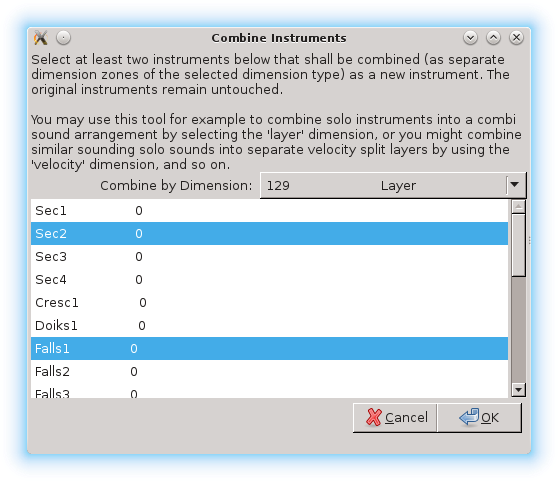 Combine Instruments
Select at least two instruments below that shall be combined (as separate
dimension zones of the selected dimension type) as a new instrument. The
original instruments remain untouched.
You may use this tool for example to combine solo instruments into a combi
sound arrangement by selecting the 'layer' dimension, or you might combine
similar sounding solo sounds into separate velocity split layers by using the
'velocity' dimension, and so on.
Combine by Dimension: 129 Layer
Sec1 0
Sec2 0
Sec3 0
Sec4 0
Cresc1 0
Doiks1 0
Falls1 0
Falls2 0
Falls3 0
Cancel OK